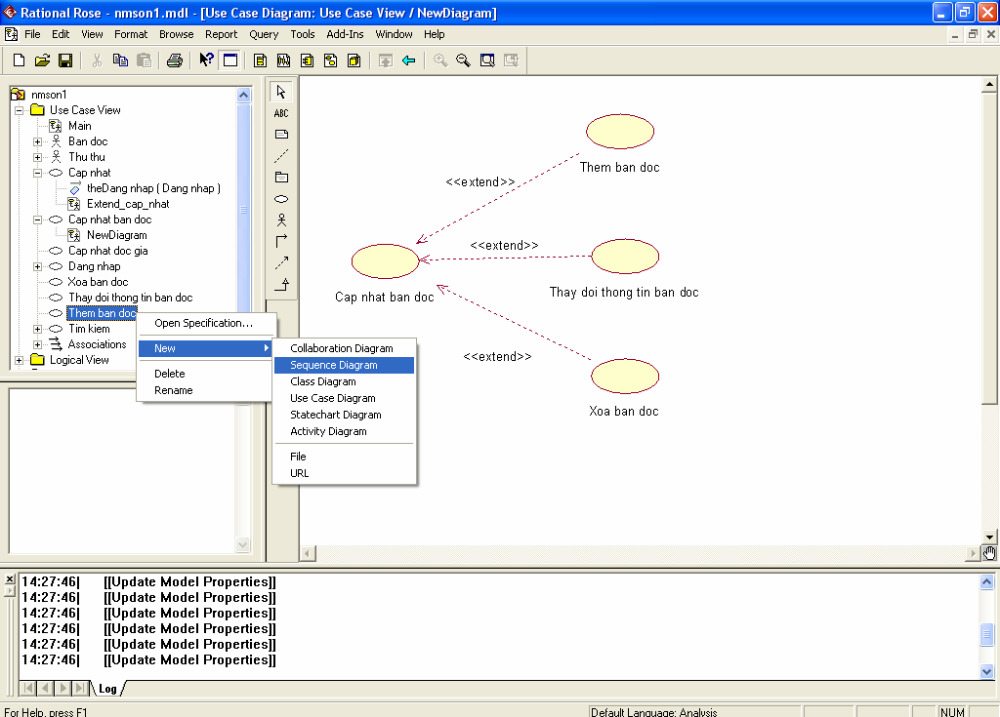 Rational Rose - nmson1.mdl - [Use Case Diagram: Use Case View / NewDiagram]
File Edit View Format Browse Report Query Tools Add-Ins Window Help
nmson1
Use Case View
Main
Ban doc
Thu thu
Cap nhat
theDang nhap ( Dang nhap )
Extend_cap_nhat
Cap nhat ban doc
NewDiagram
Cap nhat doc gia
Dang nhap
Xoa ban doc
Thay doi thong tin ban doc
Them ban doc
Tim kiem
Associations
Logical View
Open Specification...
New
Delete
Rename
Collaboration Diagram
Sequence Diagram
Class Diagram
Use Case Diagram
Statechart Diagram
Activity Diagram
File
URL
ABC
Them ban doc
<<extend>>
<<extend>>
Cap nhat ban doc
Thay doi thong tin ban doc
<<extend>>
Xoa ban doc
14:27:46| [[Update Model Properties]]
14:27:46| [[Update Model Properties]]
14:27:46| [[Update Model Properties]]
14:27:46| [[Update Model Properties]]
14:27:46| [[Update Model Properties]]
14:27:46| [[Update Model Properties]]
Log
For Help, press F1
Default Language: Analysis
NUM